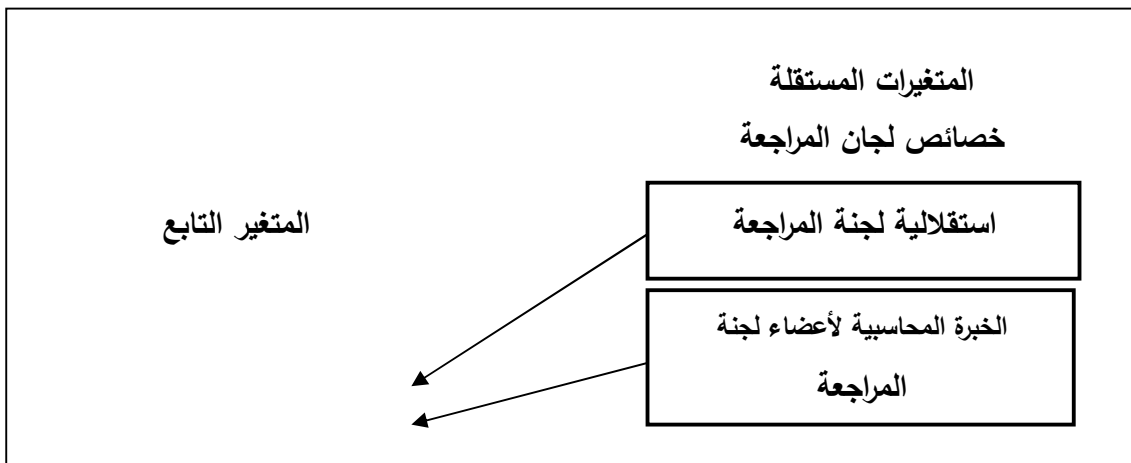 المتغيرات المستقلة
خصائص لجان المراجعة
استقلالية لجنة المراجعة
المتغير التابع
الخبرة المحاسبية لأعضاء لجنة
المراجعة